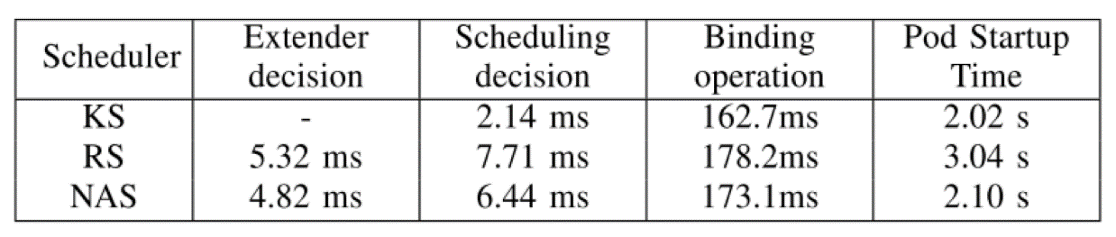 Scheduler Extender decision Scheduling decision Binding operation Pod Startup Time
KS - 2.14 ms 162.7ms 2.02 s
RS 5.32 ms 7.71 ms 178.2ms 3.04 s
NAS 4.82 ms 6.44 ms 173.1ms 2.10 s